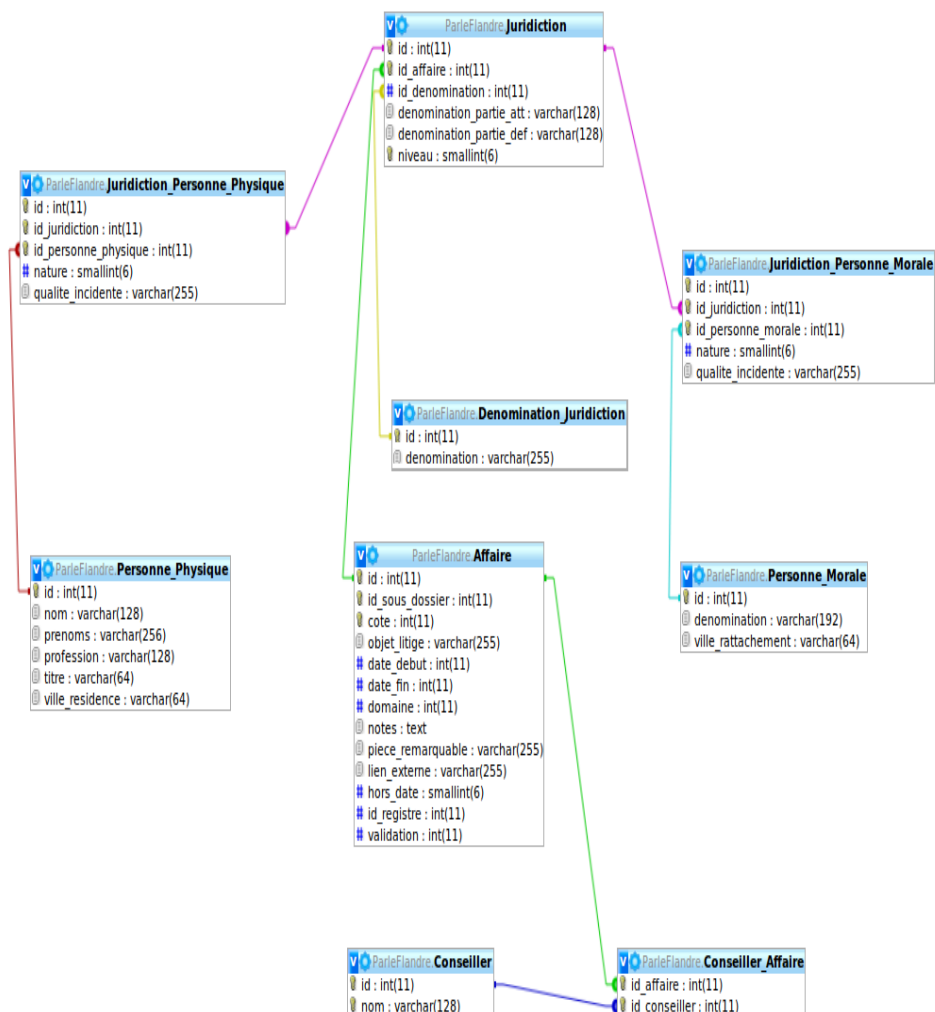 ParleFlandre.Juridiction
id : int(11)
id_affaire : int(11)
id_denomination : int(11)
denomination_partie_att : varchar(128)
denomination_partie_def : varchar(128)
niveau : smallint(6)
ParleFlandre.Juridiction_Personne_Physique
id : int(11)
id_juridiction : int(11)
id_personne_physique : int(11)
nature : smallint(6)
qualite_incidente : varchar(255)
ParleFlandre.Juridiction_Personne_Morale
id : int(11)
id_juridiction : int(11)
id_personne_morale : int(11)
nature : smallint(6)
qualite_incidente : varchar(255)
ParleFlandre.Denomination_Juridiction
id : int(11)
denomination : varchar(255)
ParleFlandre.Personne_Physique
id : int(11)
nom : varchar(128)
prenoms : varchar(256)
profession : varchar(128)
titre : varchar(64)
ville_residence : varchar(64)
ParleFlandre.Affaire
id : int(11)
id_sous_dossier : int(11)
cote : int(11)
objet_litige : varchar(255)
date_debut : int(11)
date_fin : int(11)
domaine : int(11)
notes : text
piece_remarquable : varchar(255)
lien_externe : varchar(255)
hors_date : smallint(6)
id_registre : int(11)
validation : int(11)
ParleFlandre.Personne_Morale
id : int(11)
denomination : varchar(192)
ville_rattachement : varchar(64)
ParleFlandre.Conseiller
id : int(11)
nom : varchar(128)
ParleFlandre.Conseiller_Affaire
id_affaire : int(11)
id_conseiller : int(11)